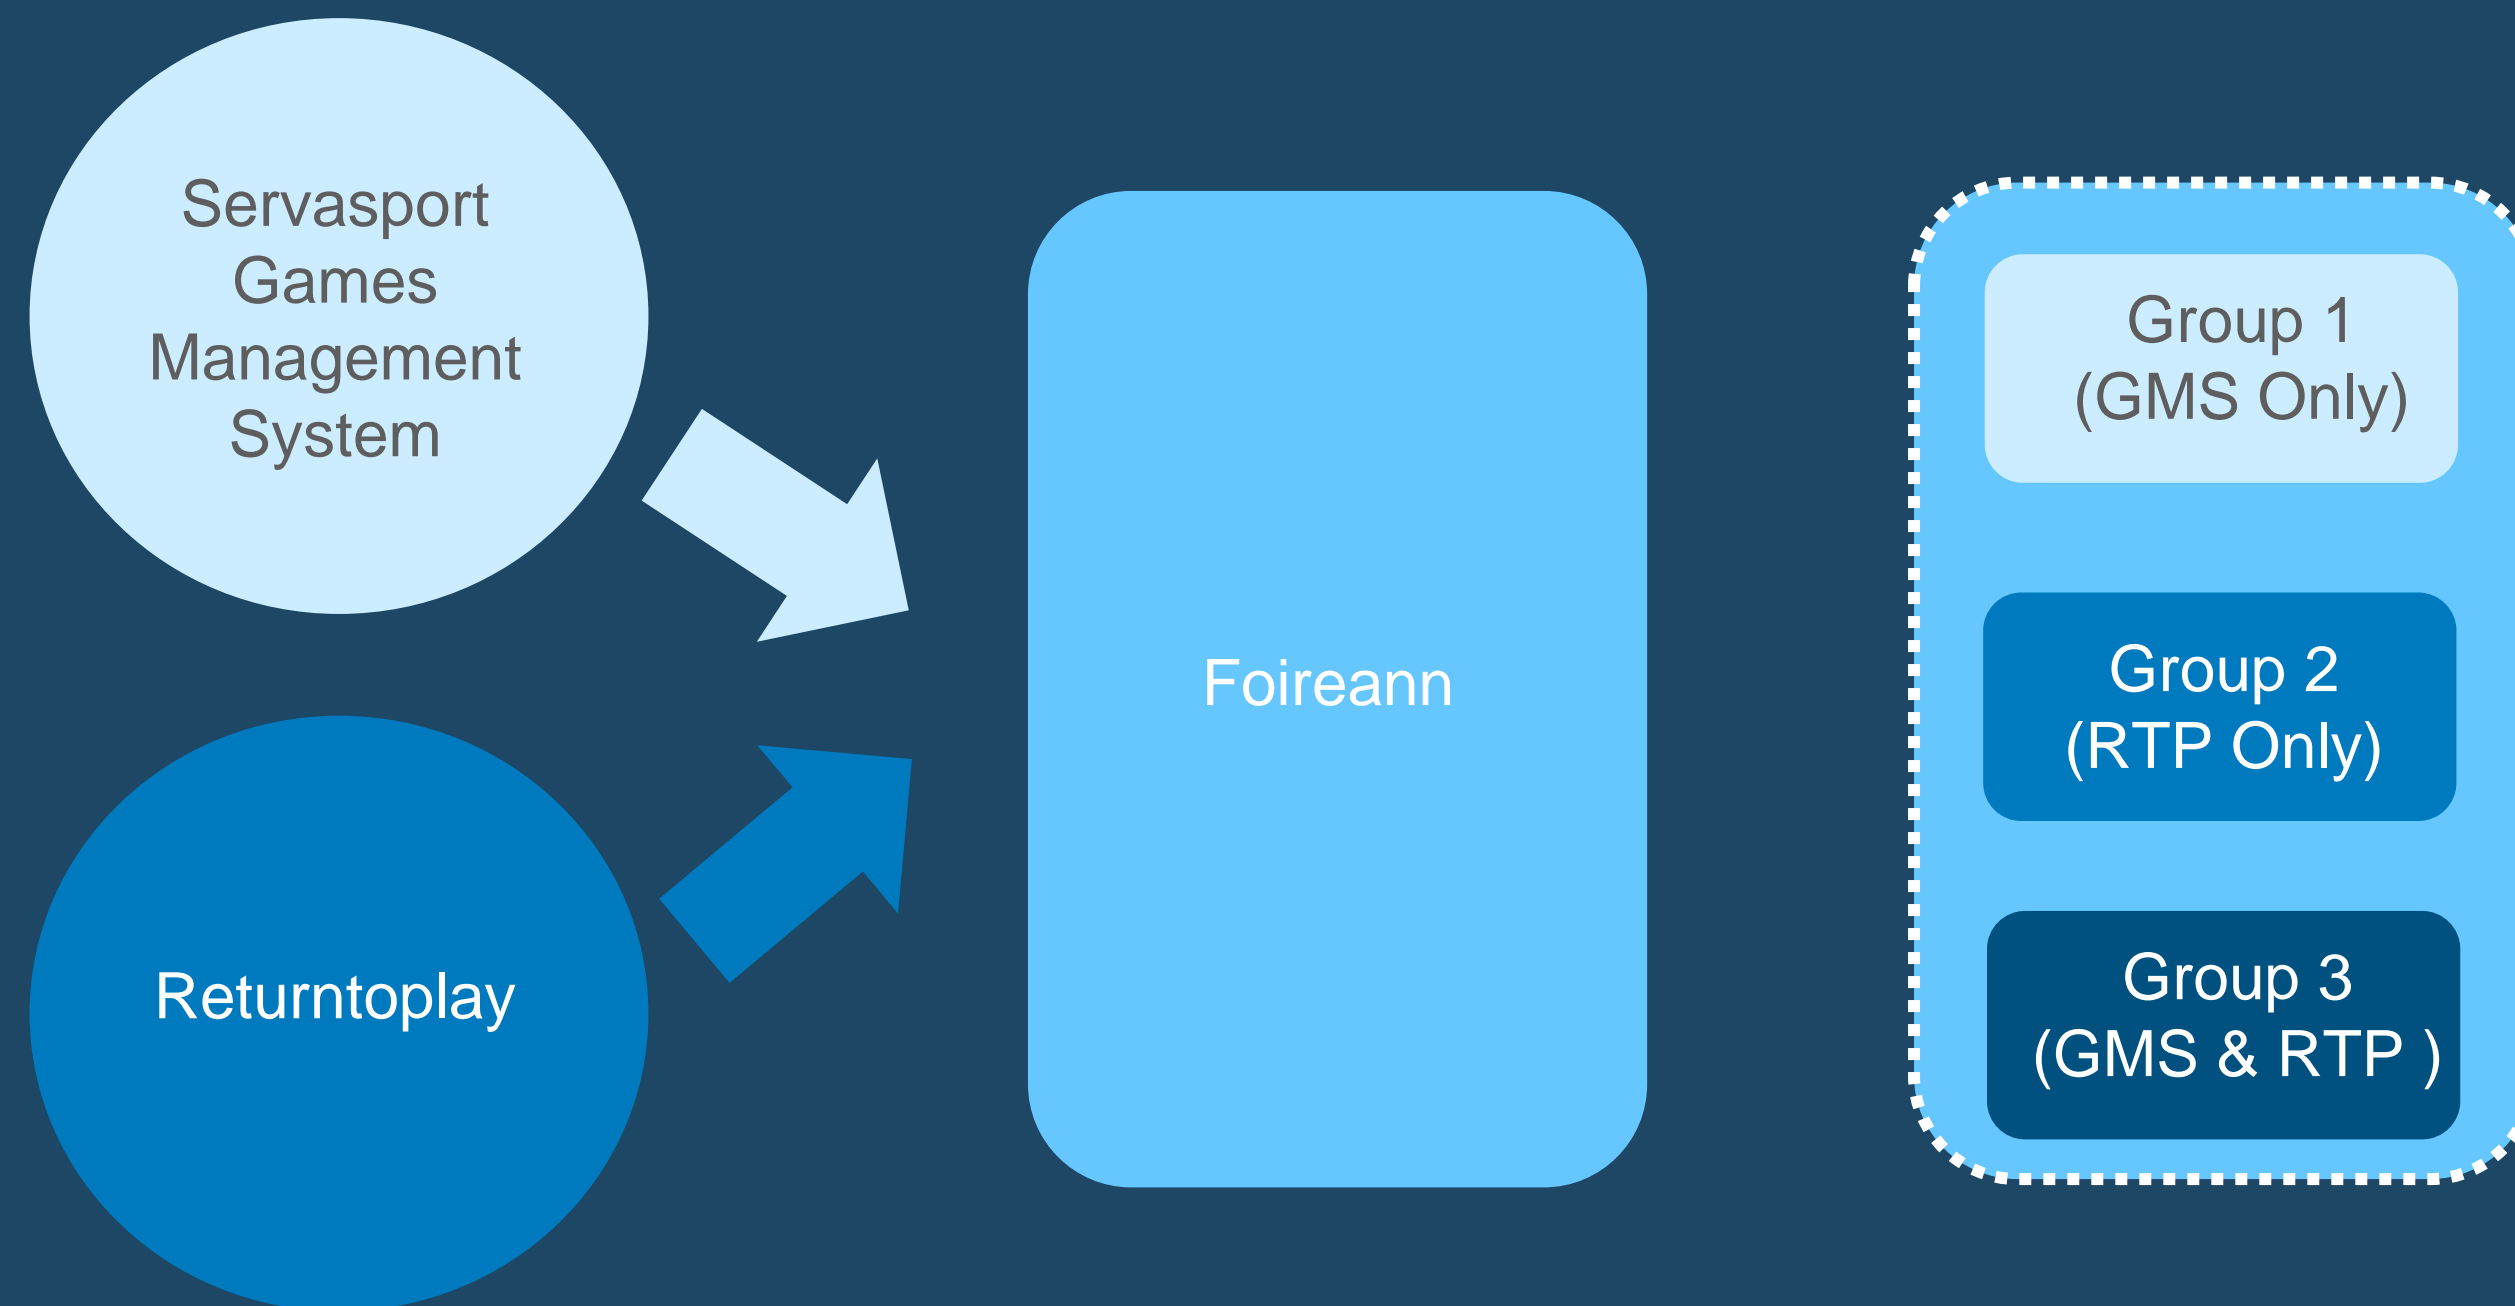 Servasport
Games
Management
System
Returntoplay
Foireann
Group 1
(GMS Only)
Group 2
(RTP Only)
Group 3
(GMS & RTP )